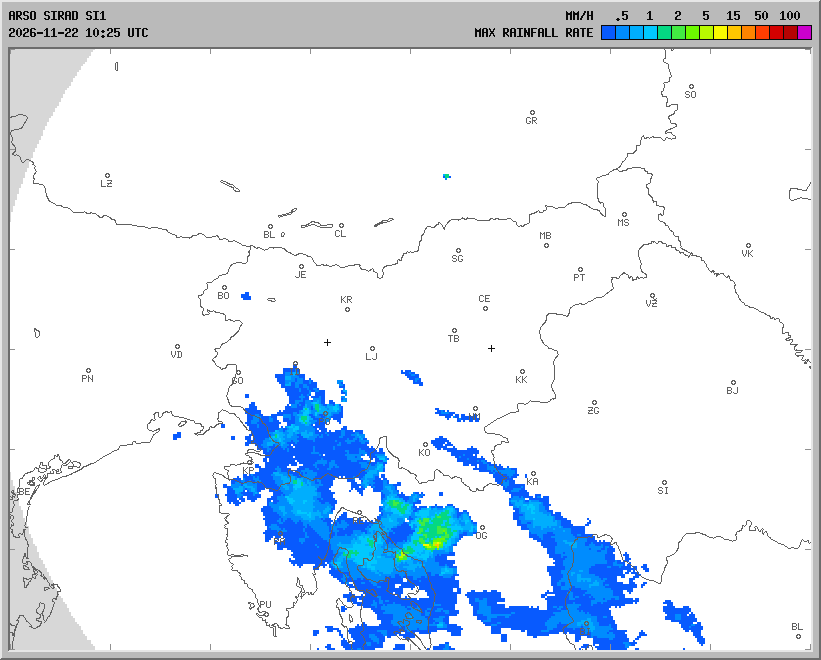 ARSO SIRAD SI1
2026-11-22 10:25 UTC
MM/H .5 1 2 5 15 50 100
MAX RAINFALL RATE
SO
GR
LZ
MS
BL
CL
MB
VK
SG
JE
PT
BO
KR
CE
VZ
TB
VD
LJ
PN
GO
KK
BJ
ZG
KO
KP
KA
BE
SI
OG
PU
BL